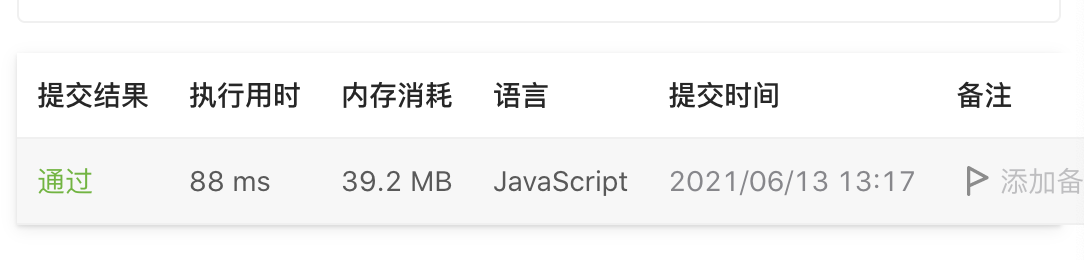 提交结果 执行用时 内存消耗 语言 提交时间 备注
通过 88 ms 39.2 MB JavaScript 2021/06/13 13:17 添加备